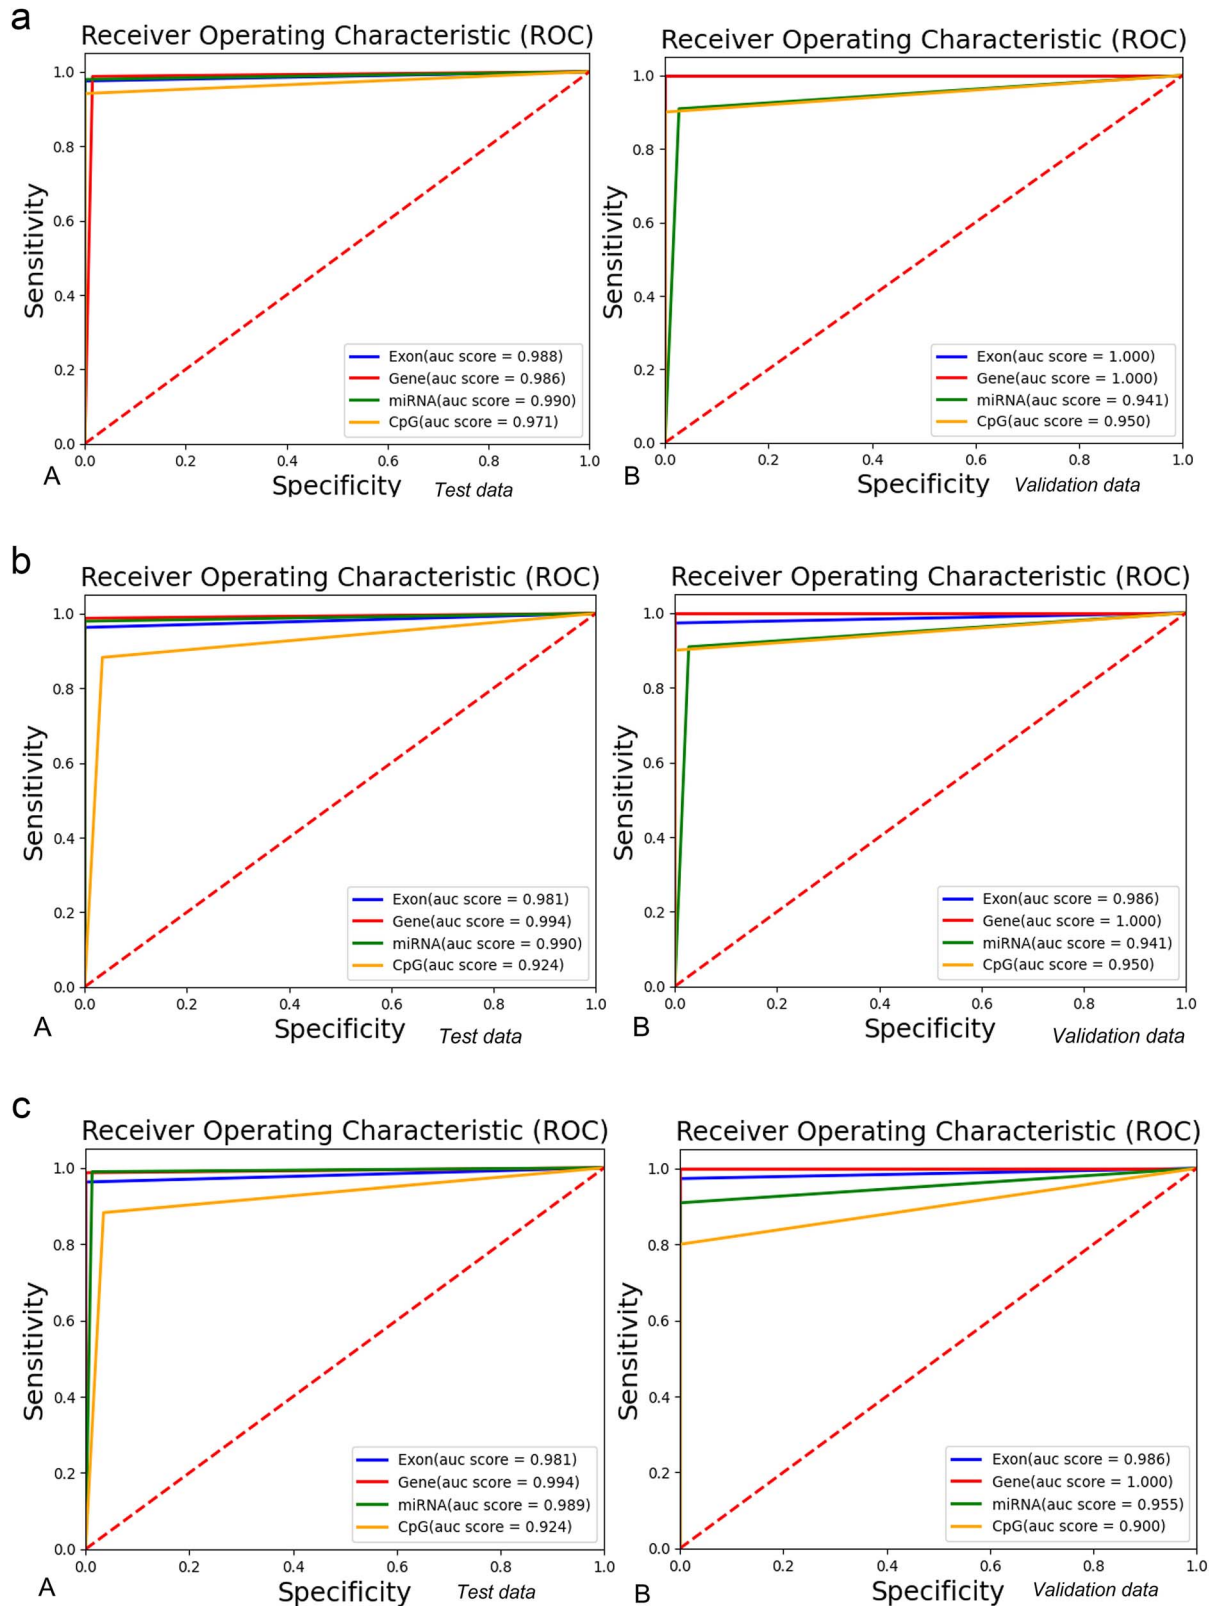 a
Receiver Operating Characteristic (ROC)
Sensitivity
1.0
0.8
0.6
0.4
0.2
0.0
Exon(auc score = 0.988)
Gene(auc score = 0.986)
miRNA(auc score = 0.990)
CpG(auc score = 0.971)
0.0 0.2 0.4 0.6 0.8 1.0
A Specificity Test data
Receiver Operating Characteristic (ROC)
Sensitivity
1.0
0.8
0.6
0.4
0.2
0.0
Exon(auc score = 1.000)
Gene(auc score = 1.000)
miRNA(auc score = 0.941)
CpG(auc score = 0.950)
0.0 0.2 0.4 0.6 0.8 1.0
B Specificity Validation data
b
Receiver Operating Characteristic (ROC)
Sensitivity
1.0
0.8
0.6
0.4
0.2
0.0
Exon(auc score = 0.981)
Gene(auc score = 0.994)
miRNA(auc score = 0.990)
CpG(auc score = 0.924)
0.0 0.2 0.4 0.6 0.8 1.0
A Specificity Test data
Receiver Operating Characteristic (ROC)
Sensitivity
1.0
0.8
0.6
0.4
0.2
0.0
Exon(auc score = 0.986)
Gene(auc score = 1.000)
miRNA(auc score = 0.941)
CpG(auc score = 0.950)
0.0 0.2 0.4 0.6 0.8 1.0
B Specificity Validation data
c
Receiver Operating Characteristic (ROC)
Sensitivity
1.0
0.8
0.6
0.4
0.2
0.0
Exon(auc score = 0.981)
Gene(auc score = 0.994)
miRNA(auc score = 0.989)
CpG(auc score = 0.924)
0.0 0.2 0.4 0.6 0.8 1.0
A Specificity Test data
Receiver Operating Characteristic (ROC)
Sensitivity
1.0
0.8
0.6
0.4
0.2
0.0
Exon(auc score = 0.986)
Gene(auc score = 1.000)
miRNA(auc score = 0.955)
CpG(auc score = 0.900)
0.0 0.2 0.4 0.6 0.8 1.0
B Specificity Validation data